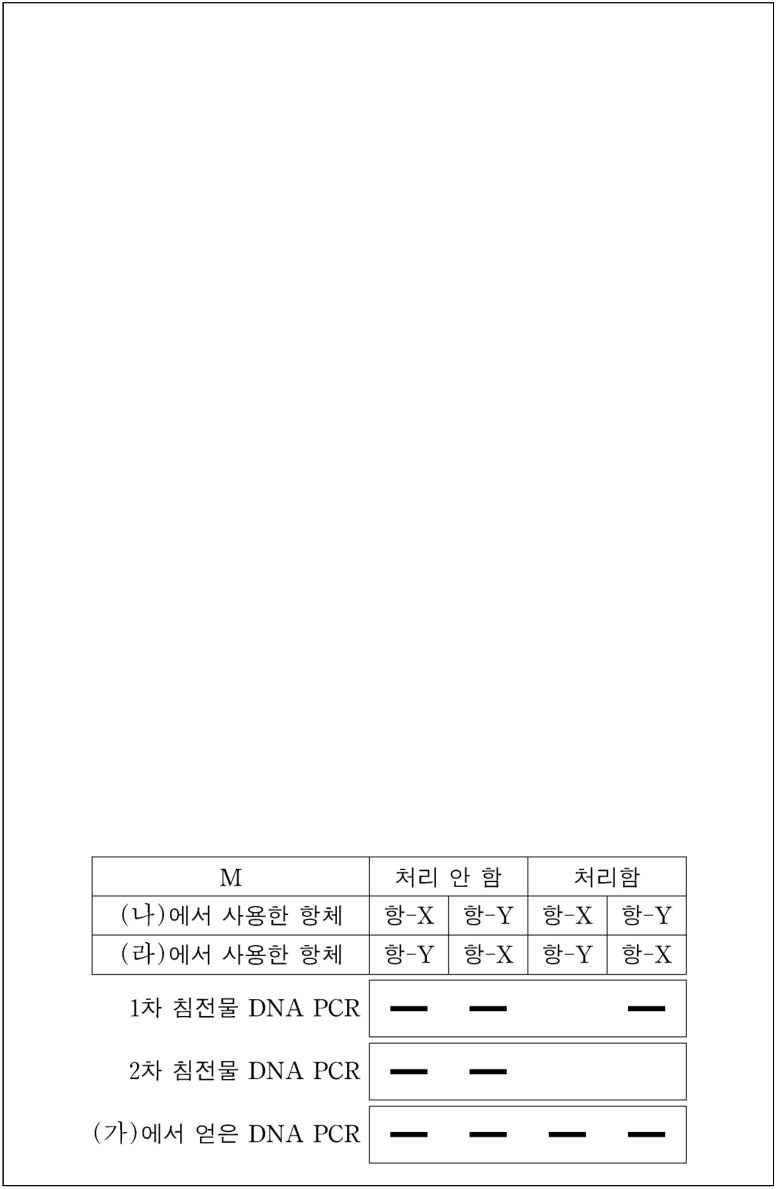 M 처리 안 함 처리함
(나)에서 사용한 항체 항-X 항-Y 항-X 항-Y
(라)에서 사용한 항체 항-Y 항-X 항-Y 항-X
1차 침전물 DNA PCR
2차 침전물 DNA PCR
(가)에서 얻은 DNA PCR